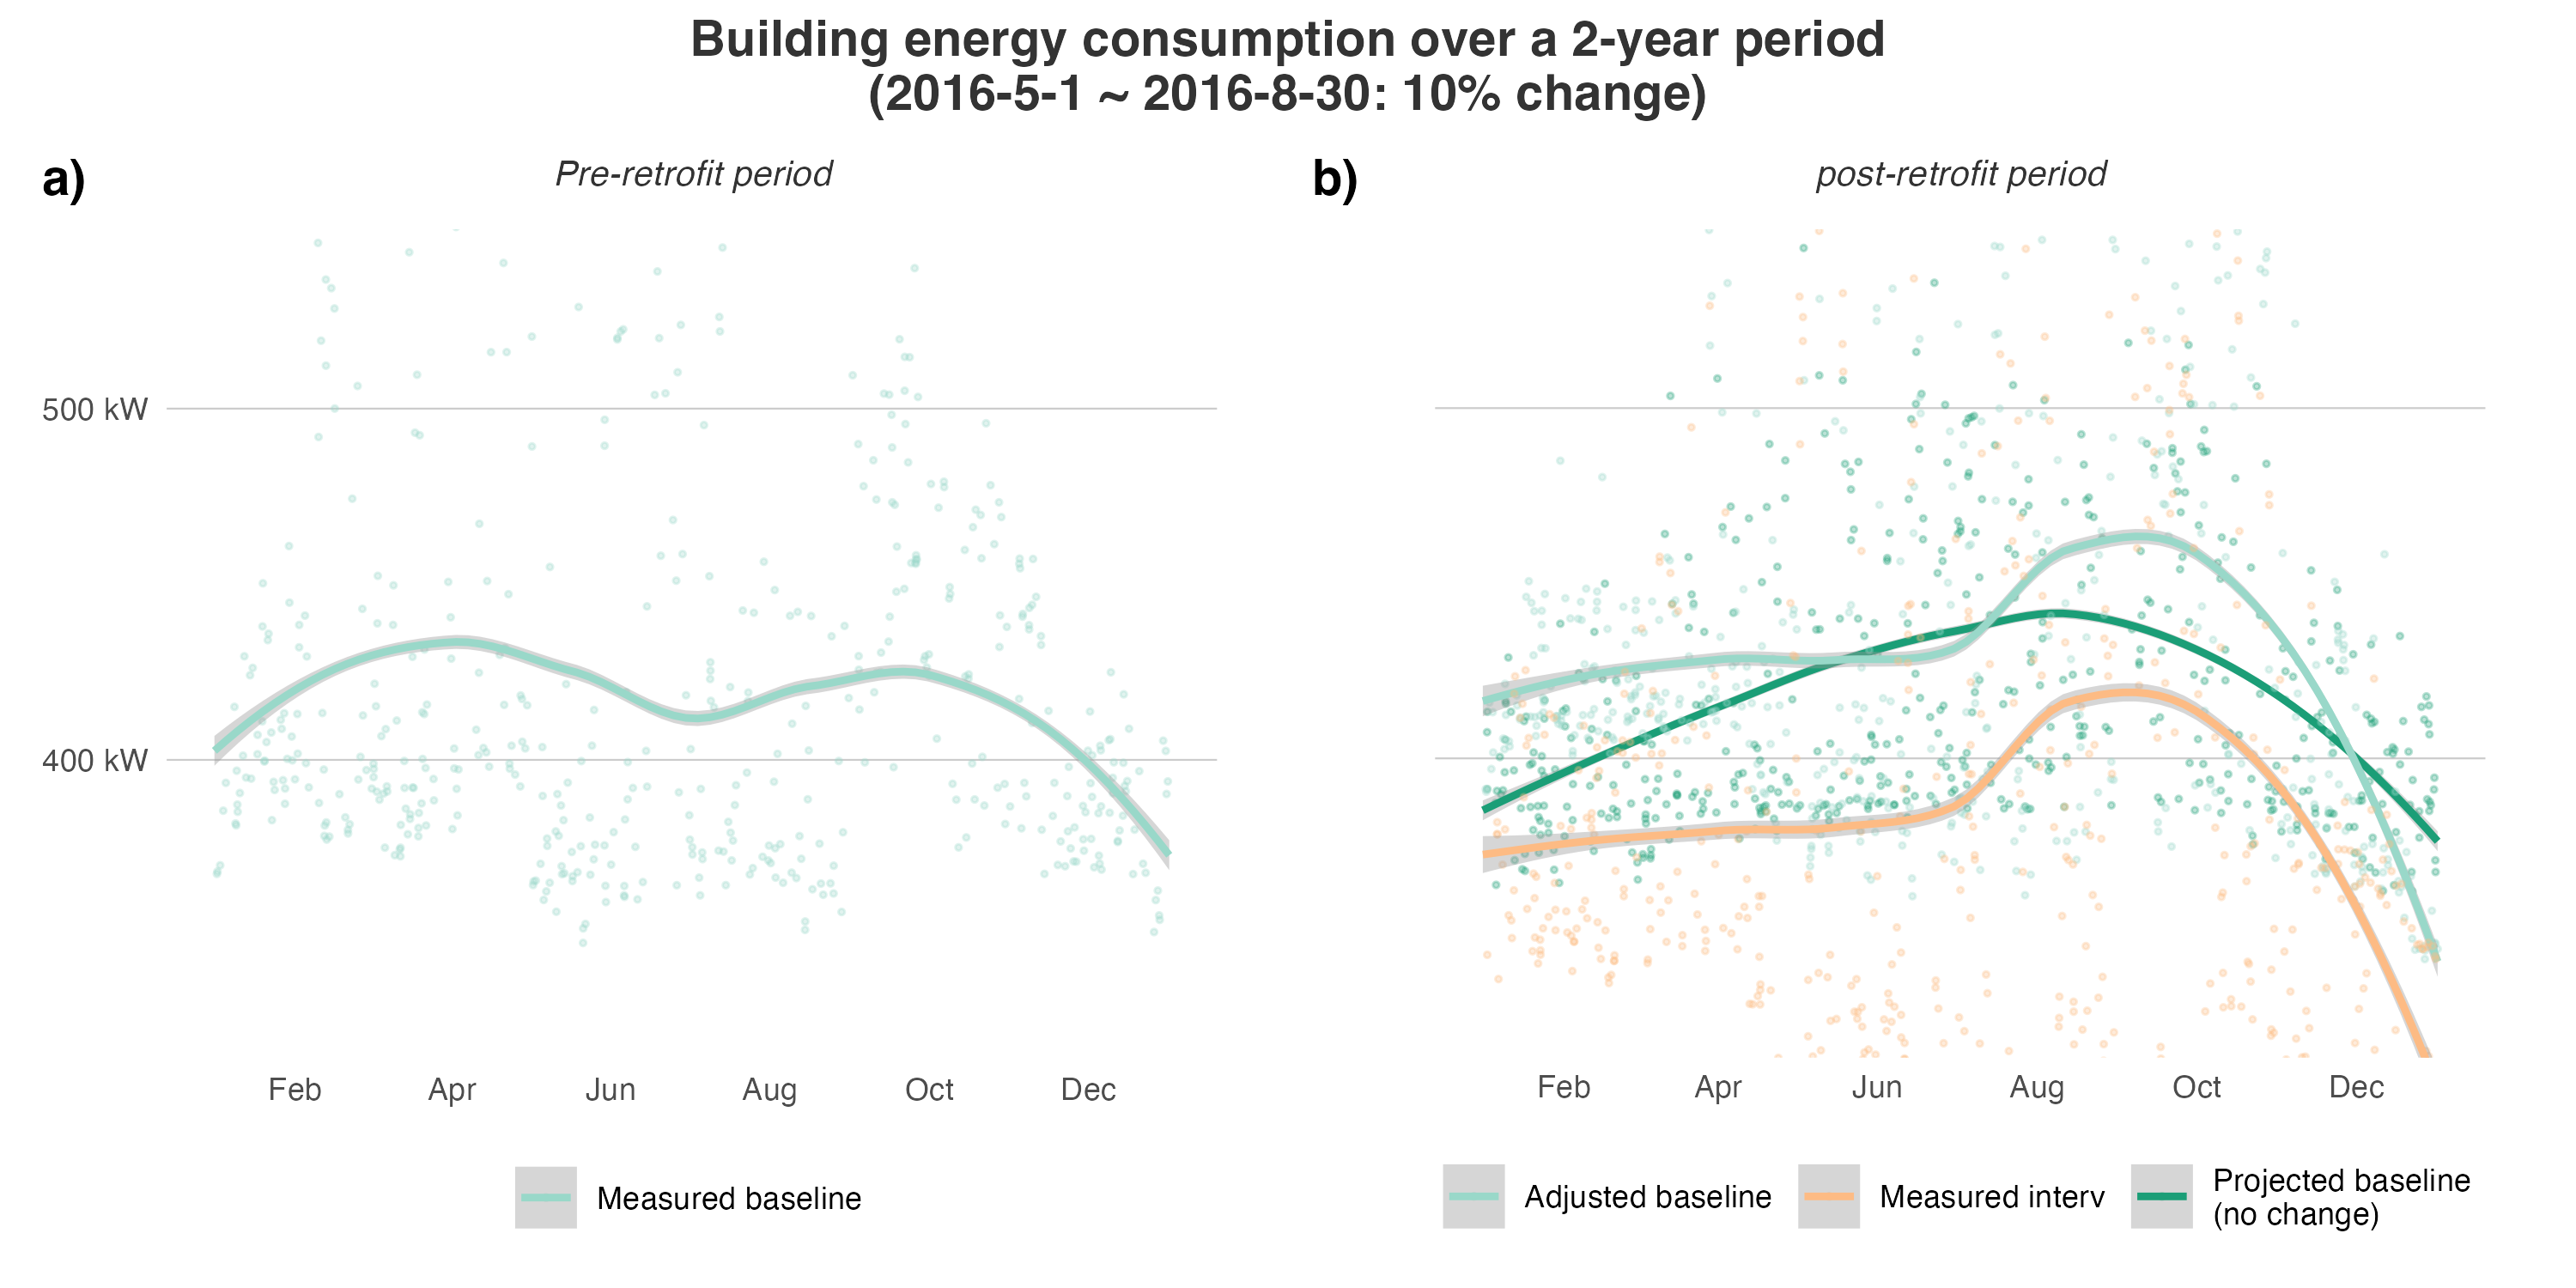 Building energy consumption over a 2-year period
(2016-5-1 ~ 2016-8-30: 10% change)
a)
Pre-retrofit period
500 kW
400 kW
Feb Apr Jun Aug Oct Dec
Measured baseline
b)
post-retrofit period
Feb Apr Jun Aug Oct Dec
Adjusted baseline
Measured interv
Projected baseline
(no change)